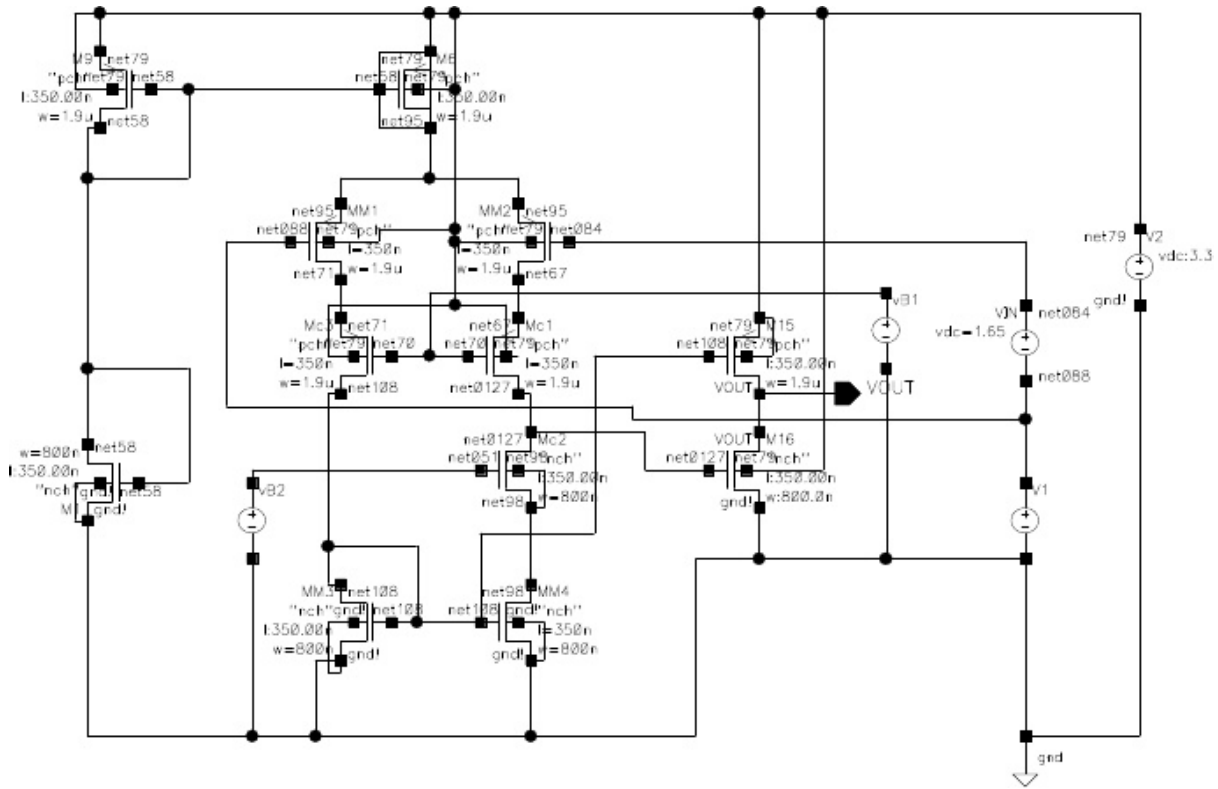 M9 net79
"pch" net79 net58
l:350.00n
w=1.9u
net58
net79 M6
net58 net79 "pch"
l:350.00n
w=1.9u
net95
net95 MM1
net088 net79 "pch"
l=350n
w=1.9u
net71
MM2 net95
"pch" net79 net084
l=350n
w=1.9u
net67
net79 V2
vdc:3.3
gnd!
vB1
VIN net084
vdc=1.65
net088
Mc3 net71
"pch" net79 net70
l=350n
w=1.9u
net108
net67 Mc1
net70 net79 "pch"
l=350n
w=1.9u
net0127
net79 M15
net108 net79 "pch"
l:350.00n
w=1.9u
VOUT
VOUT
net58
w=800n
l:350.00n
"nch" gnd! net58
gnd!
net0127 Mc2
net051 net98 "nch"
l:350.00n
w=800n
net98
VOUT M16
net0127 net79 "nch"
l:350.00n
w:800.0n
gnd!
vB2
V1
MM3 net108
"nch" gnd! net108
l:350.00n
w=800n
gnd!
net98 MM4
net108 gnd! "nch"
l=350n
w=800n
gnd!
gnd